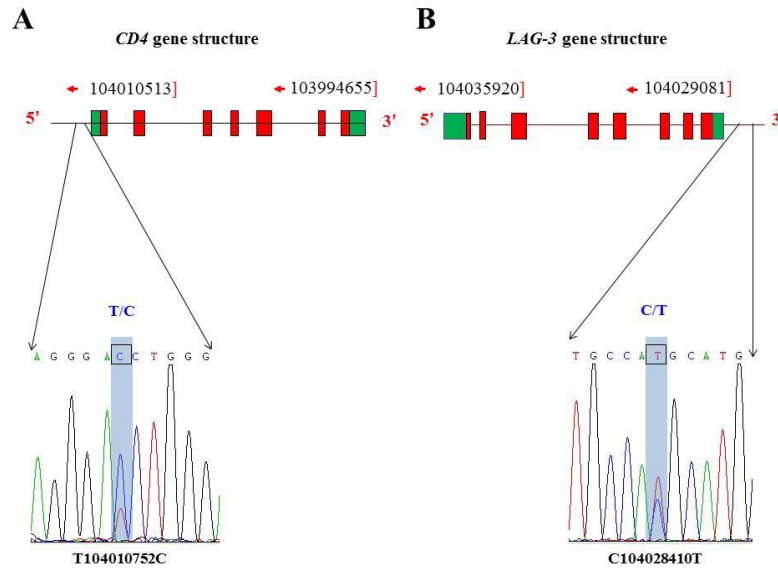 A
CD4 gene structure
104010513]
103994655]
5’
3’
T/C
A G G G A C C T G G G
T104010752C
B
LAG-3 gene structure
104035920]
104029081]
5’
3’
C/T
T G C C A T G C A T G
C104028410T